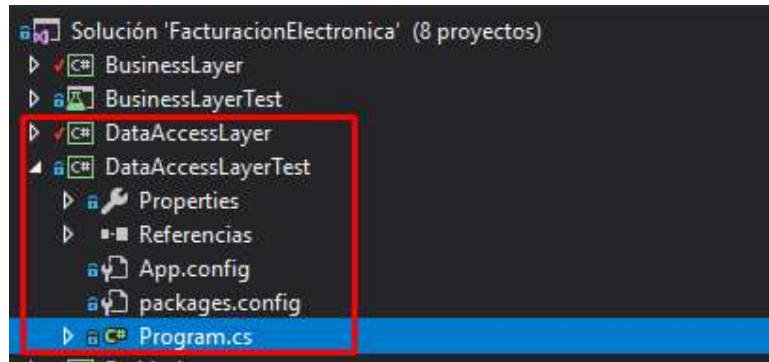 Solución 'FacturacionElectronica' (8 proyectos)
C# BusinessLayer
BusinessLayerTest
C# DataAccessLayer
C# DataAccessLayerTest
Properties
Referencias
App.config
packages.config
C# Program.cs